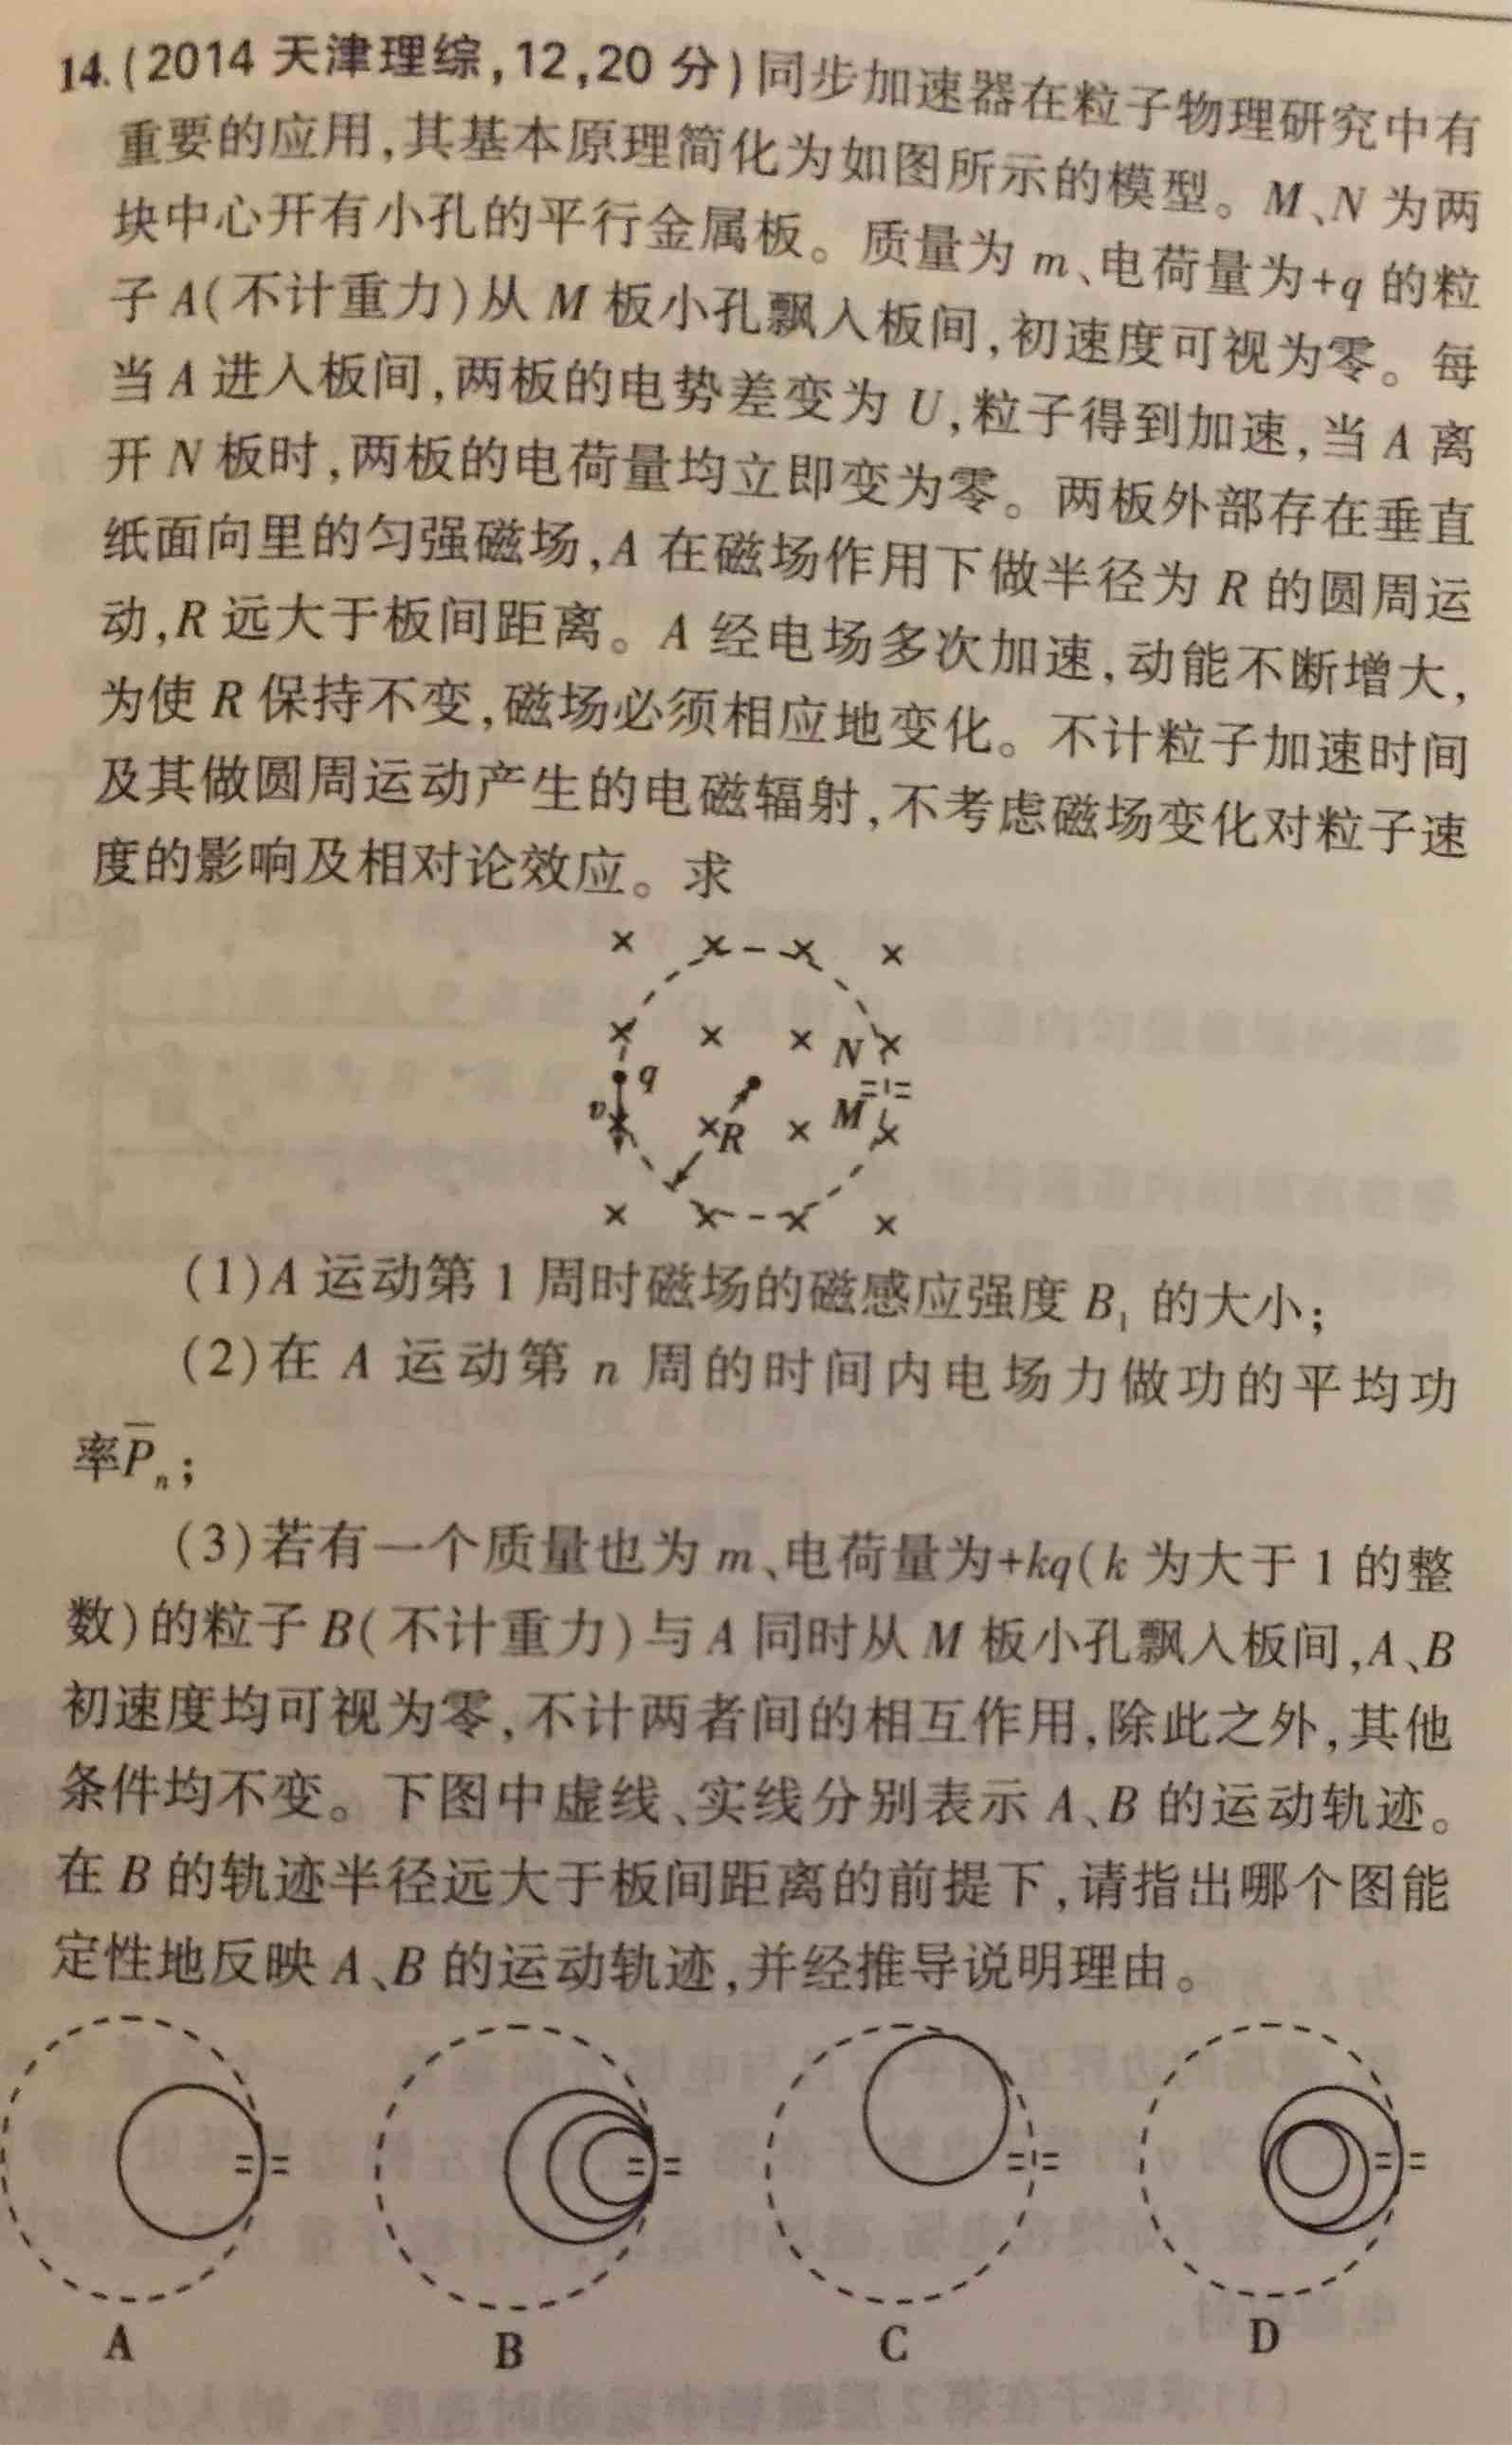 14.(2014 天津理综,12,20 分)同步加速器在粒子物理研究中有
重要的应用,其基本原理简化为如图所示的模型。M、N 为两
块中心开有小孔的平行金属板。质量为 m、电荷量为+q 的粒
子 A(不计重力)从 M 板小孔飘入板间,初速度可视为零。每
当 A 进入板间,两板的电势差变为 U,粒子得到加速,当 A 离
开 N 板时,两板的电荷量均立即变为零。两板外部存在垂直
纸面向里的匀强磁场,A 在磁场作用下做半径为 R 的圆周运
动,R 远大于板间距离。A 经电场多次加速,动能不断增大,
为使 R 保持不变,磁场必须相应地变化。不计粒子加速时间
及其做圆周运动产生的电磁辐射,不考虑磁场变化对粒子速
度的影响及相对论效应。求
N
q
v
M
R
(1)A 运动第 1 周时磁场的磁感应强度 B₁ 的大小;
(2)在 A 运动第 n 周的时间内电场力做功的平均功
率P̅ₙ;
(3)若有一个质量也为 m、电荷量为+kq(k 为大于 1 的整
数)的粒子 B(不计重力)与 A 同时从 M 板小孔飘入板间,A、B
初速度均可视为零,不计两者间的相互作用,除此之外,其他
条件均不变。下图中虚线、实线分别表示 A、B 的运动轨迹。
在 B 的轨迹半径远大于板间距离的前提下,请指出哪个图能
定性地反映 A、B 的运动轨迹,并经推导说明理由。
A
B
C
D